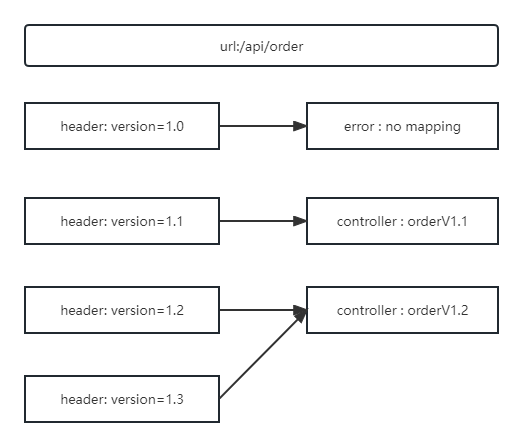 url:/api/order
header: version=1.0
error : no mapping
header: version=1.1
controller : orderV1.1
header: version=1.2
controller : orderV1.2
header: version=1.3